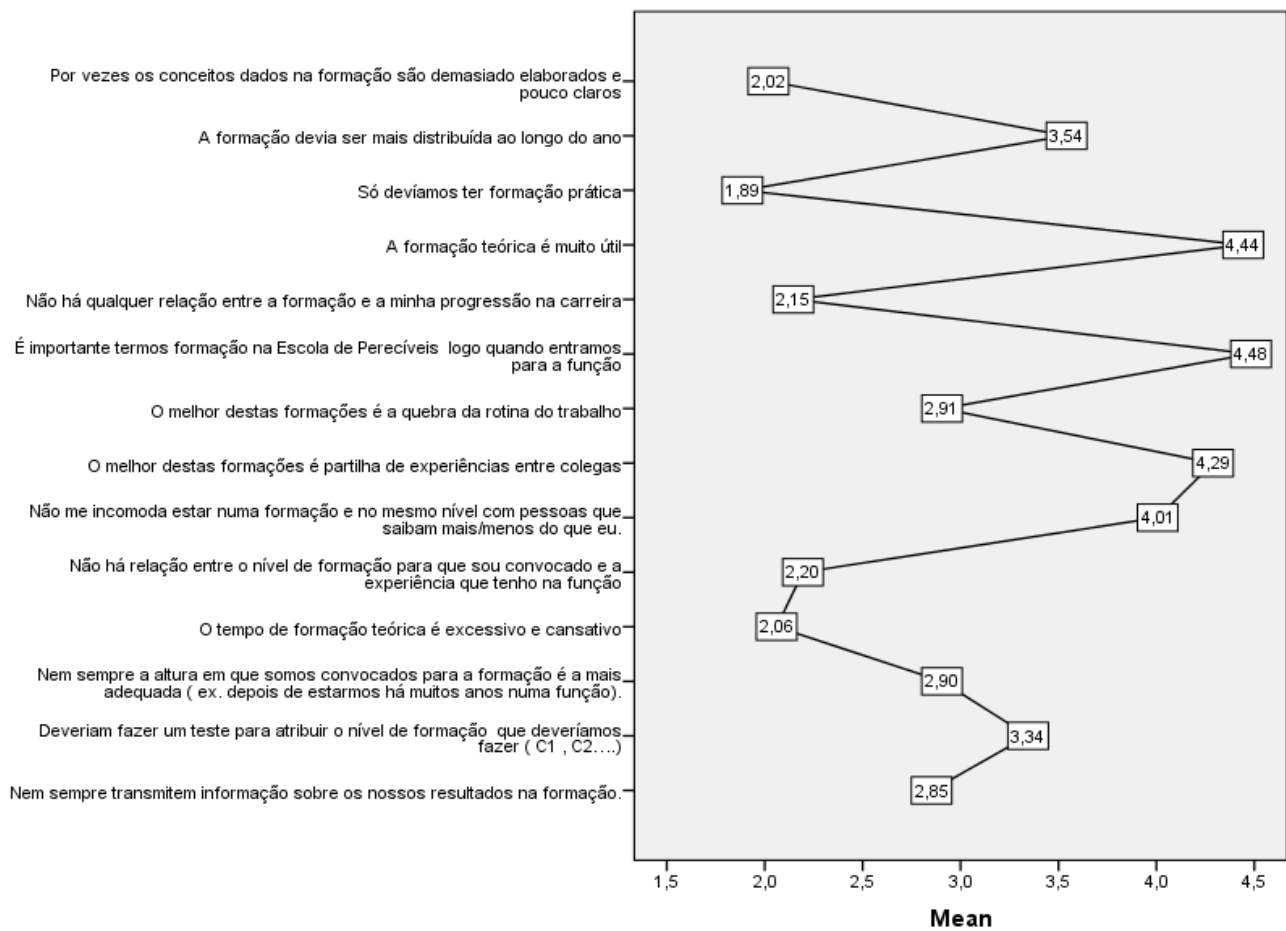 Por vezes os conceitos dados na formação são demasiado elaborados e
pouco claros
2,02
A formação devia ser mais distribuída ao longo do ano
3,54
Só devíamos ter formação prática
1,89
A formação teórica é muito útil
4,44
Não há qualquer relação entre a formação e a minha progressão na carreira
2,15
É importante termos formação na Escola de Perecíveis  logo quando entramos
para a função
4,48
O melhor destas formações é a quebra da rotina do trabalho
2,91
O melhor destas formações é partilha de experiências entre colegas
4,29
Não me incomoda estar numa formação e no mesmo nível com pessoas que
saibam mais/menos do que eu.
4,01
Não há relação entre o nível de formação para que sou convocado e a
experiência que tenho na função
2,20
O tempo de formação teórica é excessivo e cansativo
2,06
Nem sempre a altura em que somos convocados para a formação é a mais
adequada ( ex. depois de estarmos há muitos anos numa função).
2,90
Deveriam fazer um teste para atribuir o nível de formação  que deveríamos
fazer ( C1 , C2….)
3,34
Nem sempre transmitem informação sobre os nossos resultados na formação.
2,85
1,5 2,0 2,5 3,0 3,5 4,0 4,5
Mean